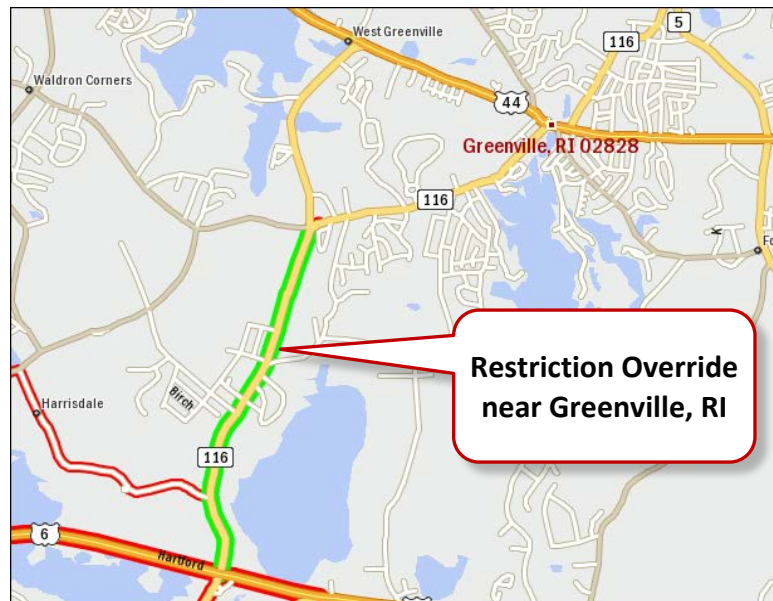 5
116
West Greenville
Waldron Corners
44
Greenville, RI 02828
116
K
Fo
Restriction Override
near Greenville, RI
Birch
Harrisdale
116
6
Hartford